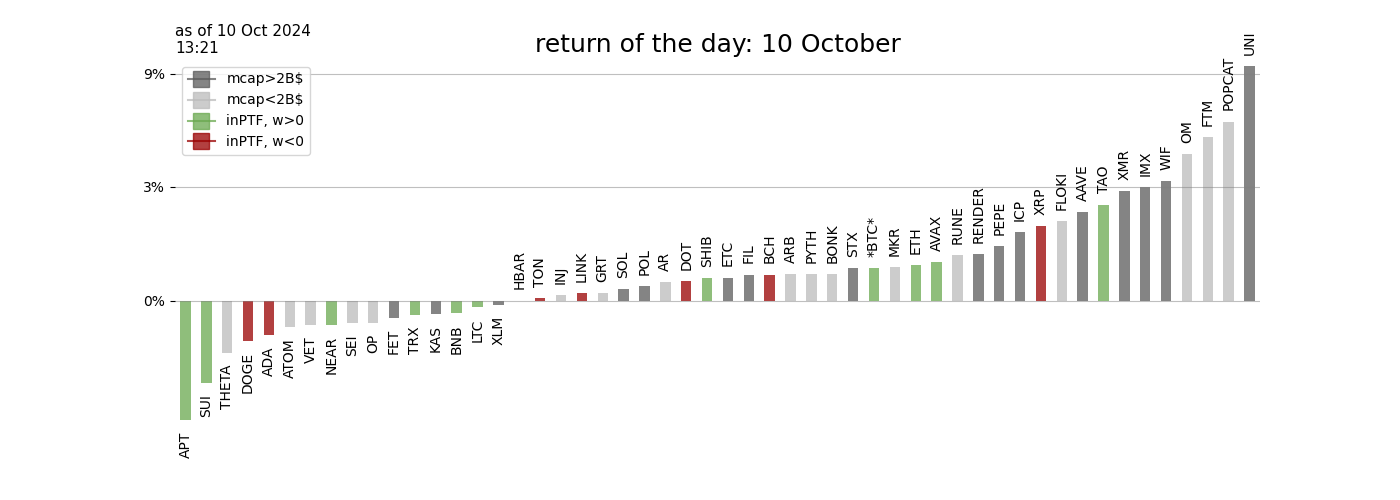 as of 10 Oct 2024
13:21
return of the day: 10 October
9%
3%
0%
mcap>2B$
mcap<2B$
inPTF, w>0
inPTF, w<0
APT
SUI
THETA
DOGE
ADA
ATOM
VET
NEAR
SEI
OP
FET
TRX
KAS
BNB
LTC
XLM
HBAR
TON
INJ
LINK
GRT
SOL
POL
AR
DOT
SHIB
ETC
FIL
BCH
ARB
PYTH
BONK
STX
*BTC*
MKR
ETH
AVAX
RUNE
RENDER
PEPE
ICP
XRP
FLOKI
AAVE
TAO
XMR
IMX
WIF
OM
FTM
POPCAT
UNI